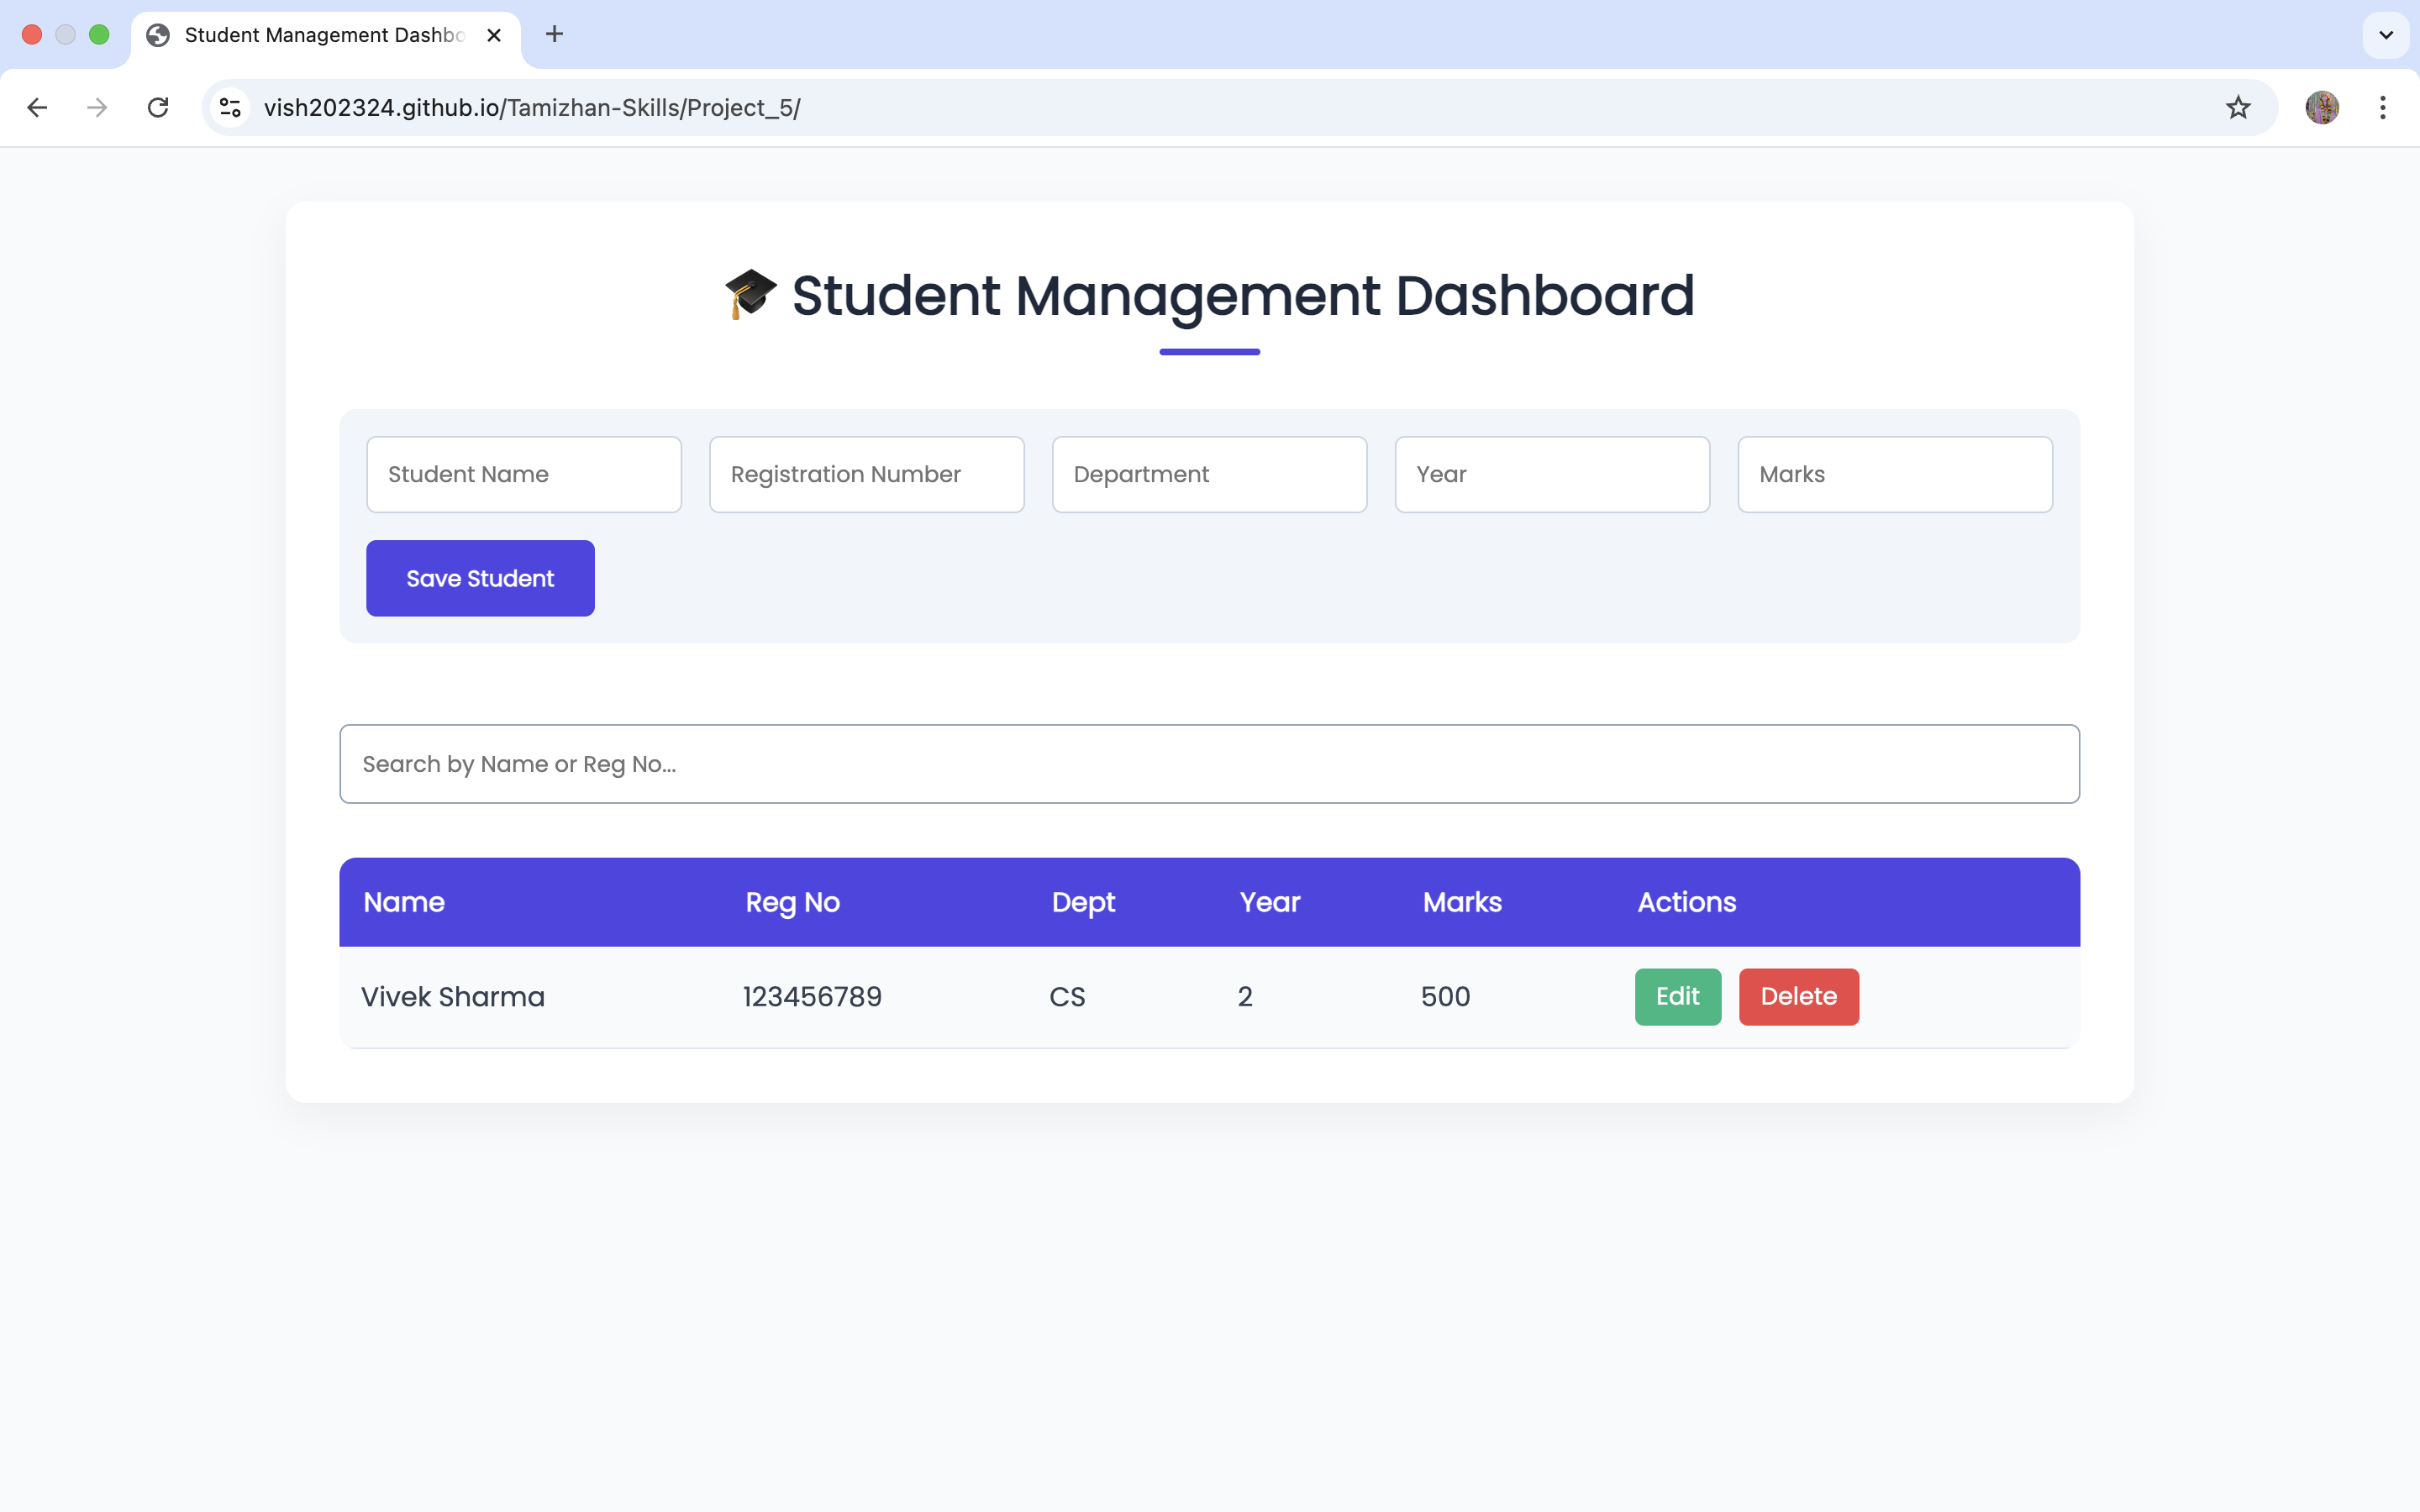 Student Management Dashbo
vish202324.github.io/Tamizhan-Skills/Project_5/
🎓 Student Management Dashboard
Student Name Registration Number Department Year Marks
Save Student
Search by Name or Reg No...
Name Reg No Dept Year Marks Actions
Vivek Sharma 123456789 CS 2 500 Edit Delete